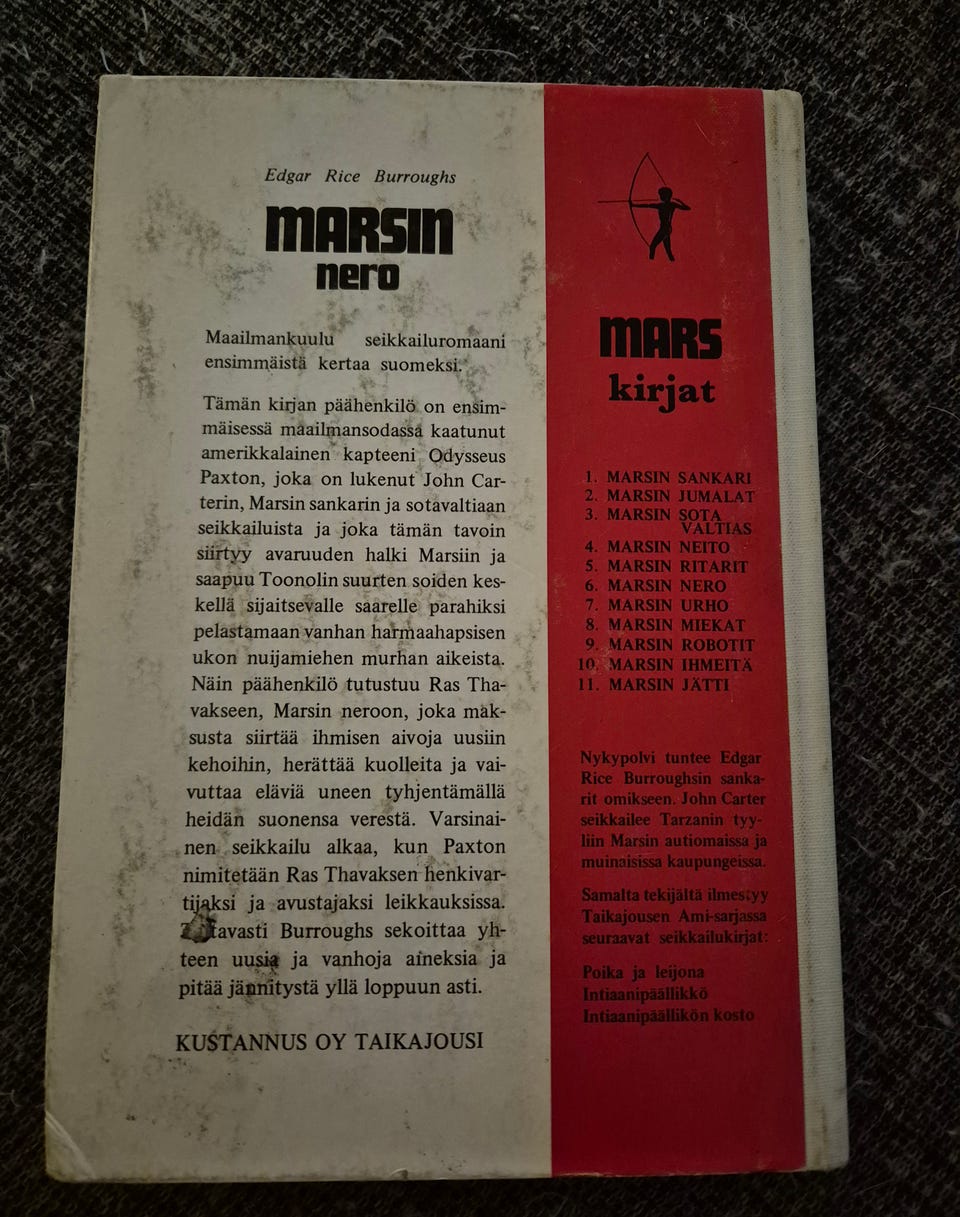 Edgar Rice Burroughs
MARSIN
nero
Maailmankuulu seikkailuromaani
ensimmäistä kertaa suomeksi.
Tämän kirjan päähenkilö on ensim-
mäisessä maailmansodassa kaatunut
amerikkalainen kapteeni Odysseus
Paxton, joka on lukenut John Car-
terin, Marsin sankarin ja sotavaltiaan
seikkailuista ja joka tämän tavoin
siirtyy avaruuden halki Marsiin ja
saapuu Toonolin suurten soiden kes-
kellä sijaitsevalle saarelle parahiksi
pelastamaan vanhan harmaahapsisen
ukon nuijamiehen murhan aikeista.
Näin päähenkilö tutustuu Ras Tha-
vakseen, Marsin neroon, joka mak-
susta siirtää ihmisen aivoja uusiin
kehoihin, herättää kuolleita ja vai-
vuttaa eläviä uneen tyhjentämällä
heidän suonensa verestä. Varsinai-
nen seikkailu alkaa, kun Paxton
nimitetään Ras Thavaksen henkivar-
tijaksi ja avustajaksi leikkauksissa.
Burroughs sekoittaa yh-
teen uusia ja vanhoja aineksia ja
pitää jännitystä yllä loppuun asti.
KUSTANNUS OY TAIKAJOUSI
MARS
kirjat
1. MARSIN SANKARI
2. MARSIN JUMALAT
3. MARSIN SOTA
VALTIAS
4. MARSIN NEITO
5. MARSIN RITARIT
6. MARSIN NERO
7. MARSIN URHO
8. MARSIN MIEKAT
9. MARSIN ROBOTIT
10. MARSIN IHMEITÄ
11. MARSIN JÄTTI
Nykypolvi tuntee Edgar
Rice Burroughsin sanka-
rit omikseen. John Carter
seikkailee Tarzanin tyy-
liin Marsin autiomaissa ja
muinaisissa kaupungeissa.
Samalta tekijältä ilmestyy
Taikajousen Ami-sarjassa
seuraavat seikkailukirjat:
Poika ja leijona
Intiaanipäällikkö
Intiaanipäällikön kosto